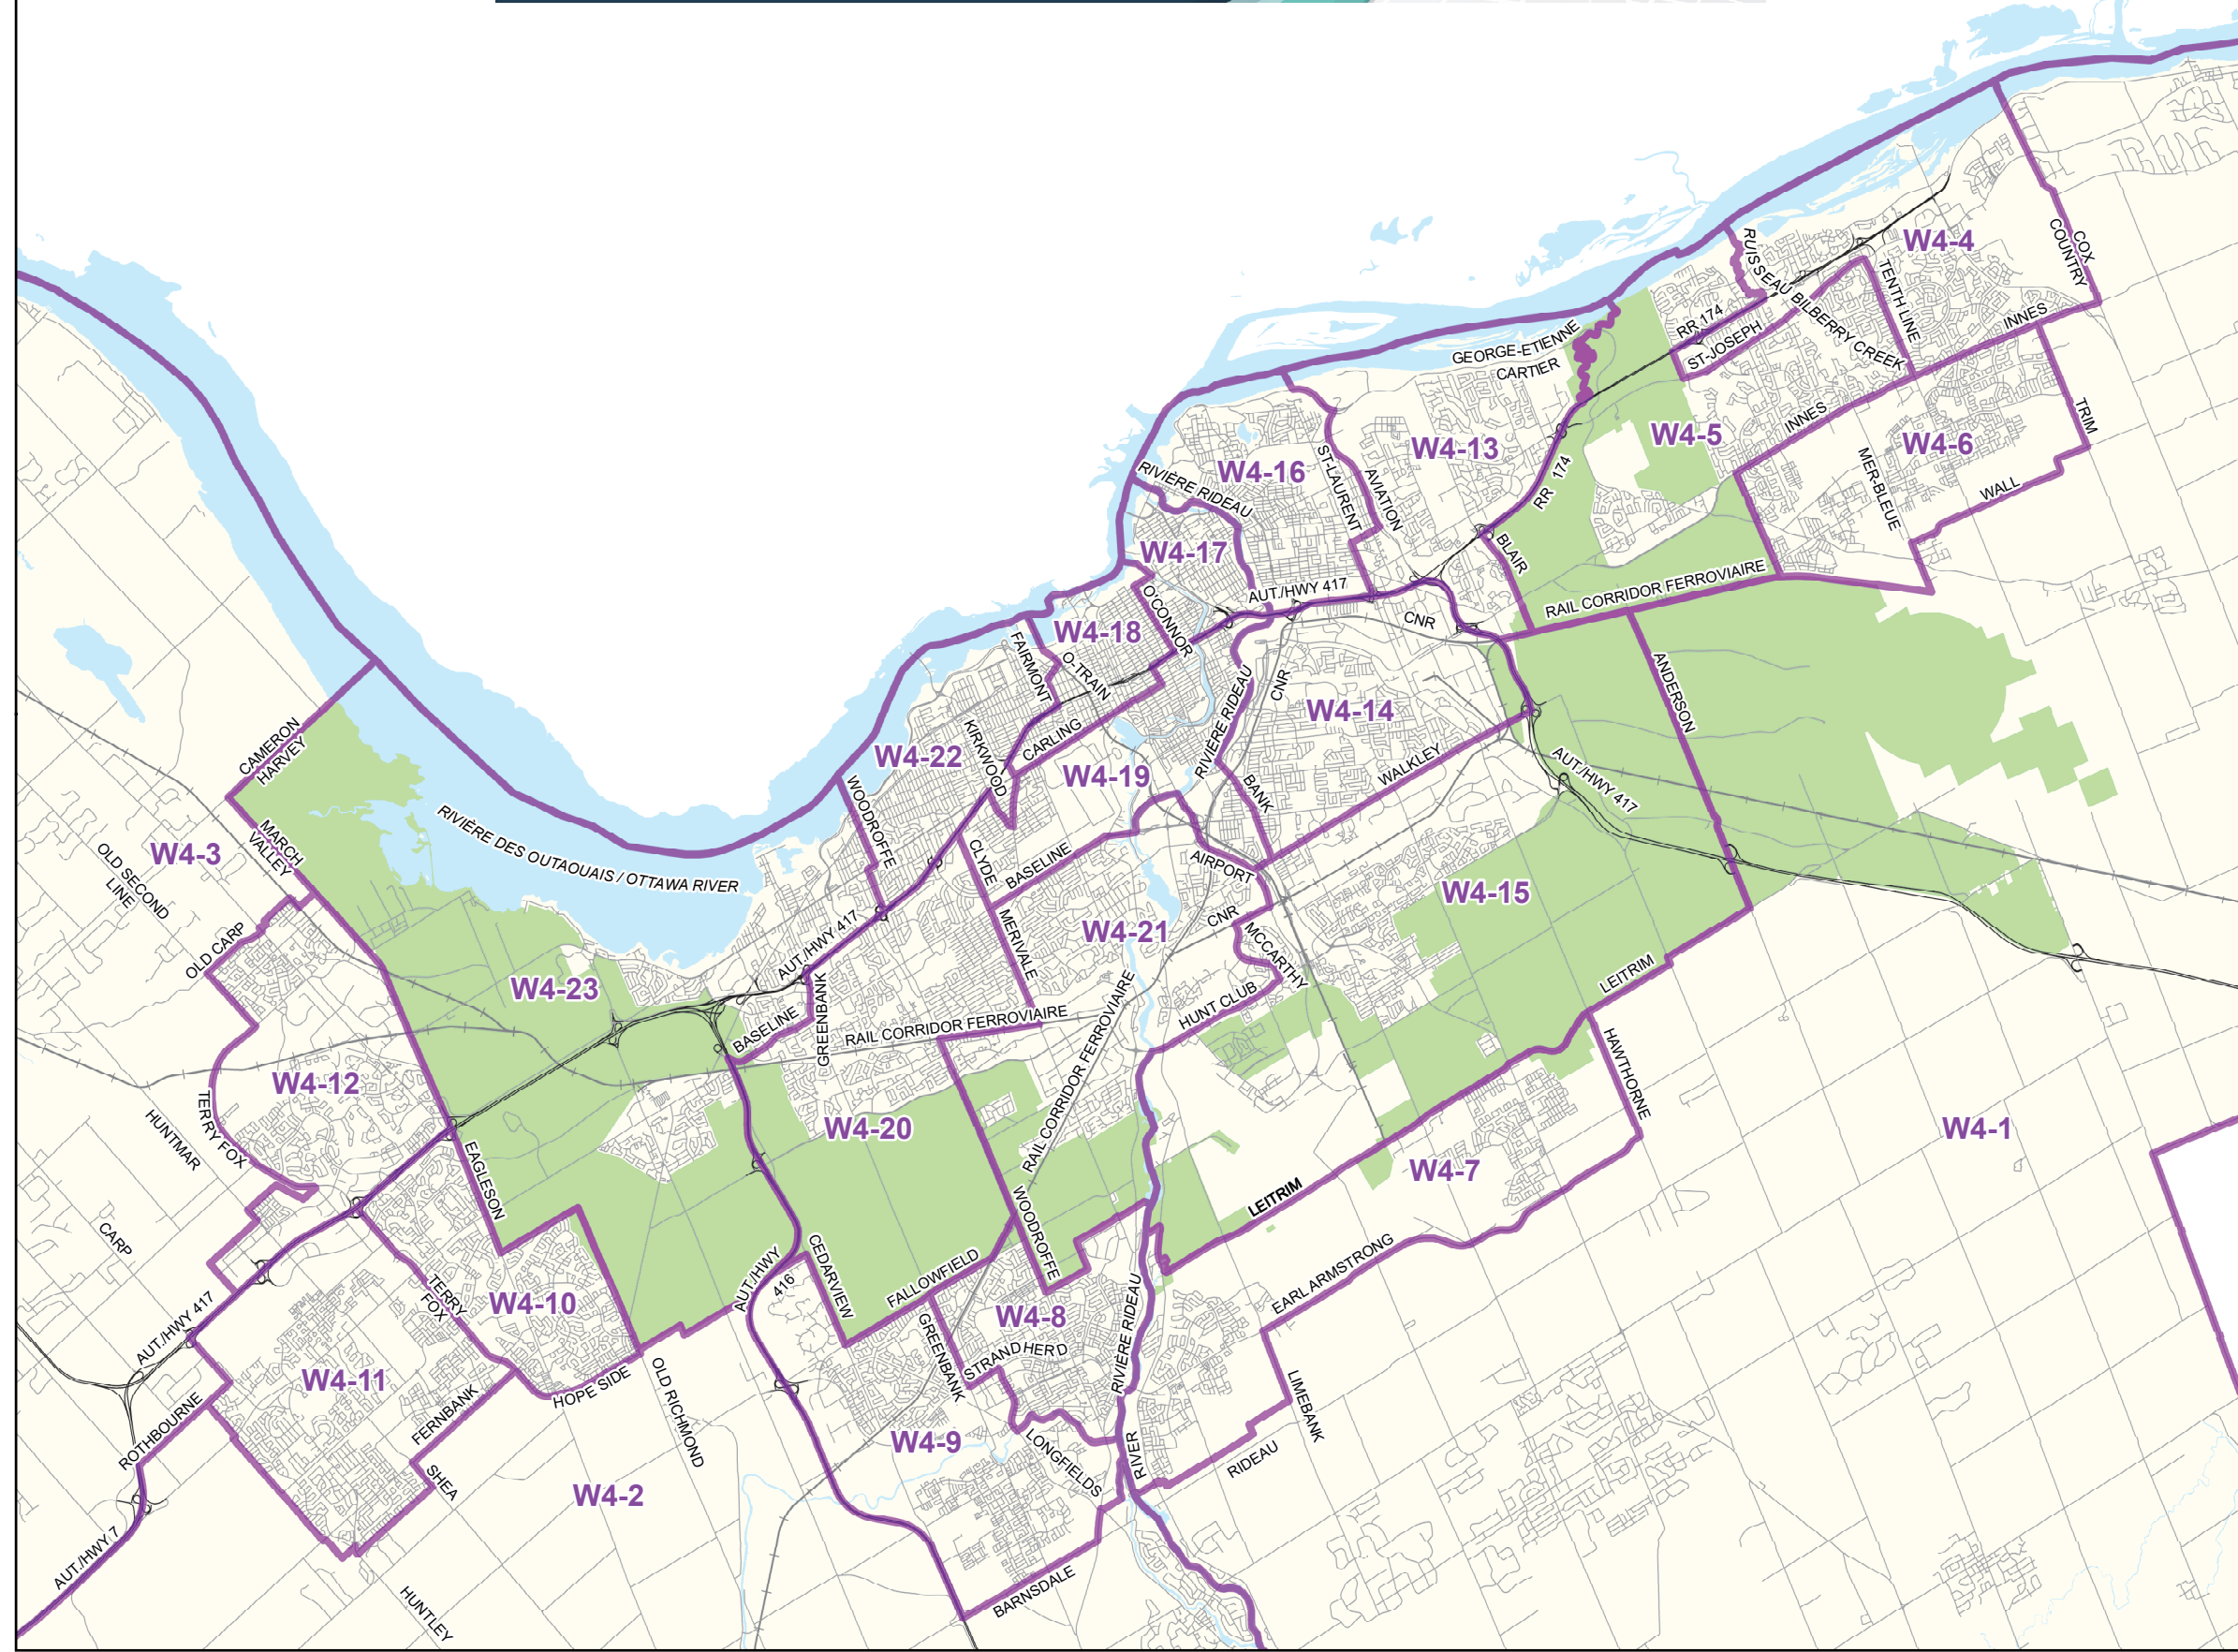 W4-4
RUISSEAU BILBERRY CREEK
TENTH LINE
COX
COUNTRY
INNES
RR 174
ST-JOSEPH
GEORGE-ETIENNE
CARTIER
W4-13
W4-5
INNES
W4-6
TRIM
MER-BLEUE
WALL
W4-16
RIVIÈRE RIDEAU
ST-LAURENT
AVIATION
RR 174
W4-17
BLAIR
AUT./HWY 417
RAIL CORRIDOR FERROVIAIRE
O'CONNOR
CNR
W4-18
FAIRMONT
O-TRAIN
CNR
RIVIÈRE RIDEAU
W4-14
ANDERSON
CAMERON
HARVEY
W4-22
KIRKWOOD
CARLING
W4-19
WALKLEY
AUT./HWY 417
WOODROFFE
BANK
RIVIÈRE DES OUTAOUAIS / OTTAWA RIVER
MARCH
VALLEY
W4-3
OLD SECOND
LINE
CLYDE
BASELINE
AIRPORT
W4-15
OLD CARP
AUT./HWY 417
MERIVALE
W4-21
CNR
MCCARTHY
LEITRIM
W4-23
GREENBANK
BASELINE
RAIL CORRIDOR FERROVIAIRE
RAIL CORRIDOR FERROVIAIRE
HUNT CLUB
HAWTHORNE
W4-12
TERRY FOX
HUNTMAR
W4-20
W4-1
EAGLESON
WOODROFFE
W4-7
LEITRIM
CARP
AUT./HWY
416
CEDARVIEW
FALLOWFIELD
EARL ARMSTRONG
TERRY
FOX
W4-10
W4-8
GREENBANK
STRANDHERD
RIVIÈRE RIDEAU
AUT./HWY 417
W4-11
HOPE SIDE
OLD RICHMOND
LIMEBANK
ROTHBOURNE
FERNBANK
W4-9
LONGFIELDS
RIVER
RIDEAU
SHEA
W4-2
AUT./HWY 7
HUNTLEY
BARNSDALE